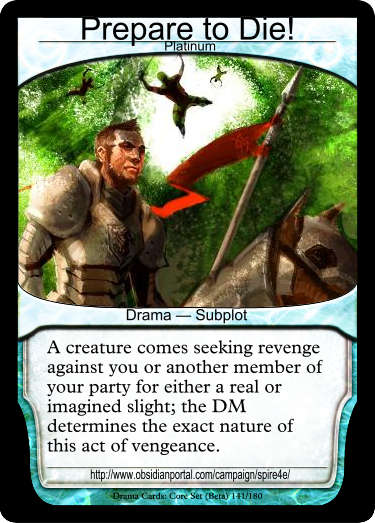 Prepare to Die!
Platinum
Drama — Subplot
A creature comes seeking revenge
against you or another member of
your party for either a real or
imagined slight; the DM
determines the exact nature of
this act of vengeance.
http://www.obsidianportal.com/campaign/spire4e/
Drama Cards: Core Set (Beta) 141/180